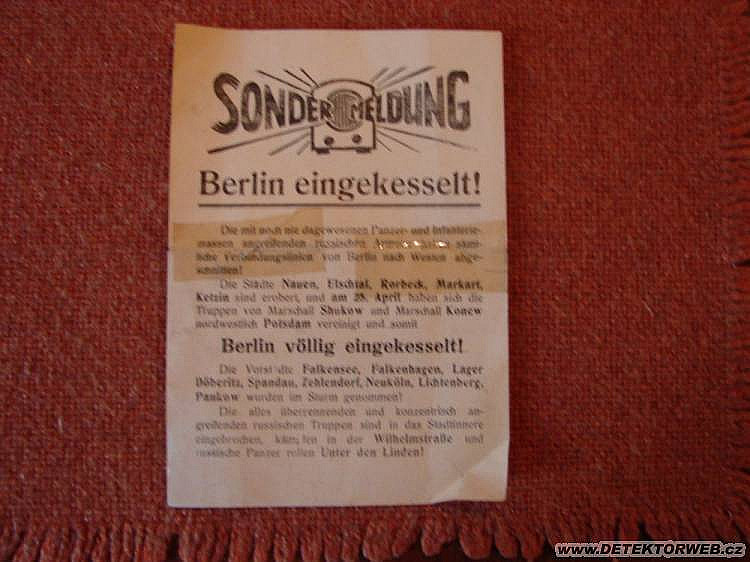 SONDERMELDUNG
Berlin eingekesselt!
Die mit noch nie dagewesenen Panzer- und Infanterie-
massen angreifenden russischen Armeen haben sämt-
liche Verbindungslinien von Berlin nach Westen abge-
schnitten!
Die Städte Nauen, Elschtal, Rorbeck, Markart,
Ketzin sind erobert, und am 25. April haben sich die
Truppen von Marschall Shukow und Marschall Konew
nordwestlich Potsdam vereinigt und somit
Berlin völlig eingekesselt!
Die Vorstädte Falkensee, Falkenhagen, Lager
Döberitz, Spandau, Zehlendorf, Neuköln, Lichtenberg,
Pankow wurden im Sturm genommen!
Die alles überrennenden und konzentrisch an-
greifenden russischen Truppen sind in das Stadtinnere
eingebrochen, kämpfen in der Wilhelmstraße und
russische Panzer rollen Unter den Linden!
www.DETEKTORWEB.cz